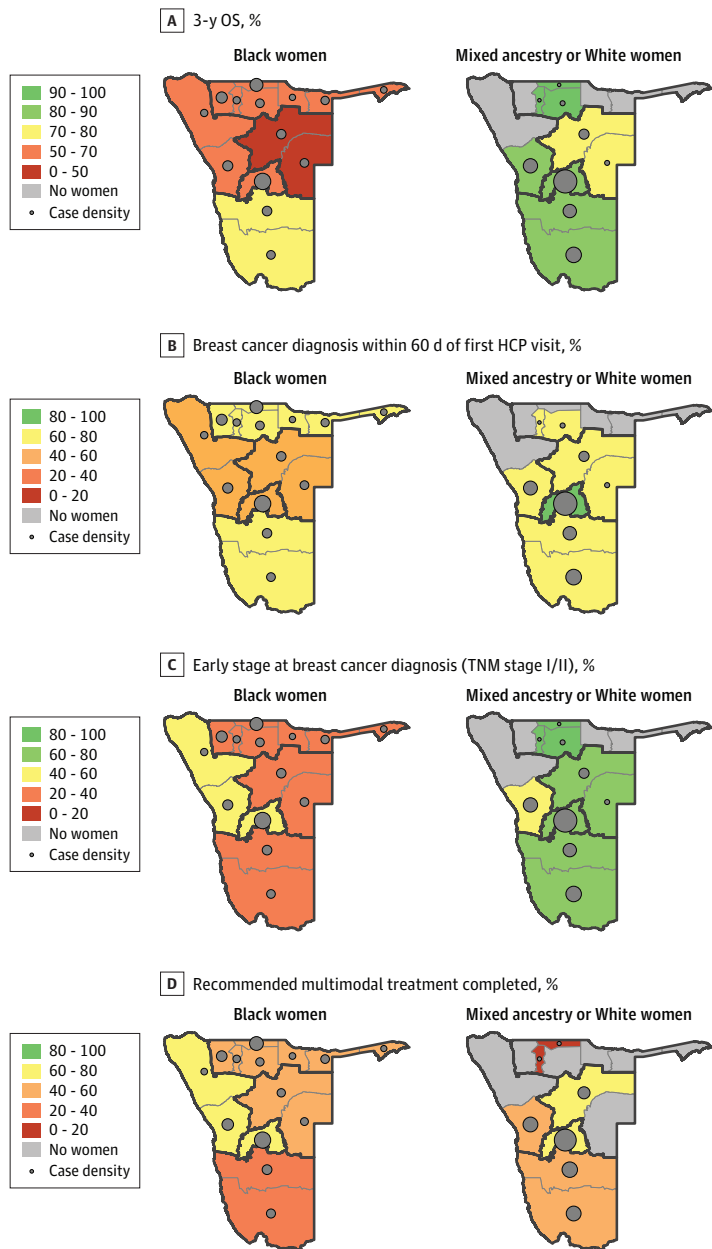 A 3-y OS, %
Black women
Mixed ancestry or White women
90 - 100
80 - 90
70 - 80
50 - 70
0 - 50
No women
Case density
B Breast cancer diagnosis within 60 d of first HCP visit, %
Black women
Mixed ancestry or White women
80 - 100
60 - 80
40 - 60
20 - 40
0 - 20
No women
Case density
C Early stage at breast cancer diagnosis (TNM stage I/II), %
Black women
Mixed ancestry or White women
80 - 100
60 - 80
40 - 60
20 - 40
0 - 20
No women
Case density
D Recommended multimodal treatment completed, %
Black women
Mixed ancestry or White women
80 - 100
60 - 80
40 - 60
20 - 40
0 - 20
No women
Case density